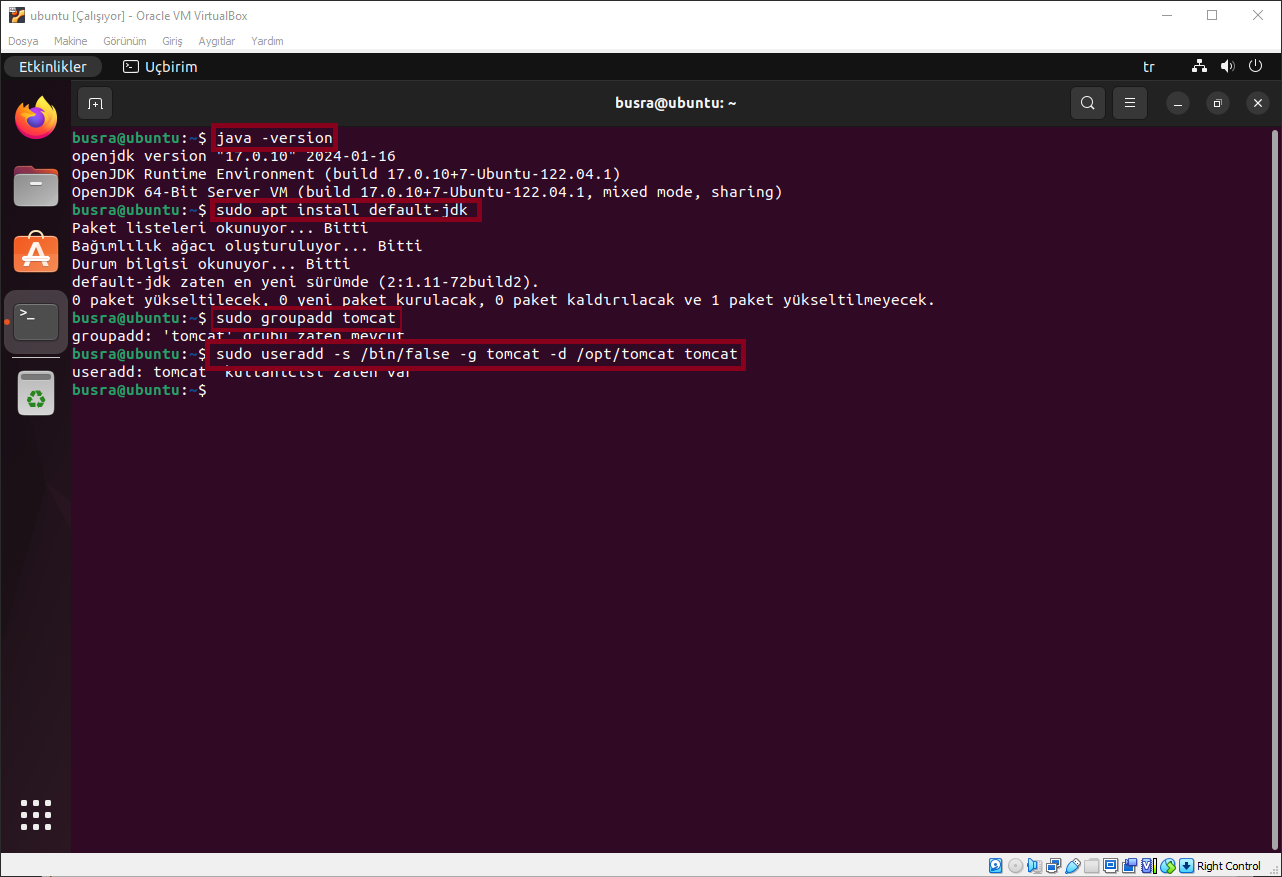 ubuntu [Çalışıyor] - Oracle VM VirtualBox
Dosya Makine Görünüm Giriş Aygıtlar Yardım
Etkinlikler Uçbirim tr
busra@ubuntu: ~
busra@ubuntu:~$ java -version
openjdk version "17.0.10" 2024-01-16
OpenJDK Runtime Environment (build 17.0.10+7-Ubuntu-122.04.1)
OpenJDK 64-Bit Server VM (build 17.0.10+7-Ubuntu-122.04.1, mixed mode, sharing)
busra@ubuntu:~$ sudo apt install default-jdk
Paket listeleri okunuyor... Bitti
Bağımlılık ağacı oluşturuluyor... Bitti
Durum bilgisi okunuyor... Bitti
default-jdk zaten en yeni sürümde (2:1.11-72build2).
0 paket yükseltilecek, 0 yeni paket kurulacak, 0 paket kaldırılacak ve 1 paket yükseltilmeyecek.
busra@ubuntu:~$ sudo groupadd tomcat
groupadd: 'tomcat' grubu zaten mevcut
busra@ubuntu:~$ sudo useradd -s /bin/false -g tomcat -d /opt/tomcat tomcat
useradd: tomcat kullanıcısı zaten var
busra@ubuntu:~$
Right Control